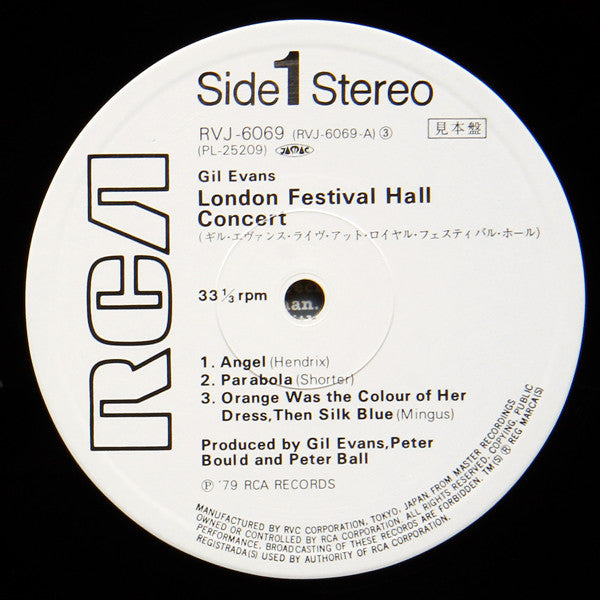 Side 1 Stereo
RVJ-6069 (RVJ-6069-A) ③ 見本盤
(PL-25209) JASRAC
Gil Evans
London Festival Hall
Concert
(ギル・エヴァンス・ライヴ・アット・ロイヤル・フェスティバル・ホール)
RCA
33 ⅓ rpm
an.
1. Angel (Hendrix)
2. Parabola (Shorter)
3. Orange Was the Colour of Her
Dress, Then Silk Blue (Mingus)
Produced by Gil Evans, Peter
Bould and Peter Ball
Ⓟ '79 RCA RECORDS
MANUFACTURED BY RVC CORPORATION, TOKYO, JAPAN. FROM MASTER RECORDINGS
OWNED OR CONTROLLED BY RCA CORPORATION. ALL RIGHTS RESERVED. COPYING, PUBLIC
PERFORMANCE, BROADCASTING OF THESE RECORDS ARE FORBIDDEN. TM(S) ® REG MARCA(S)
REGISTRADA(S) USED BY AUTHORITY OF RCA CORPORATION.